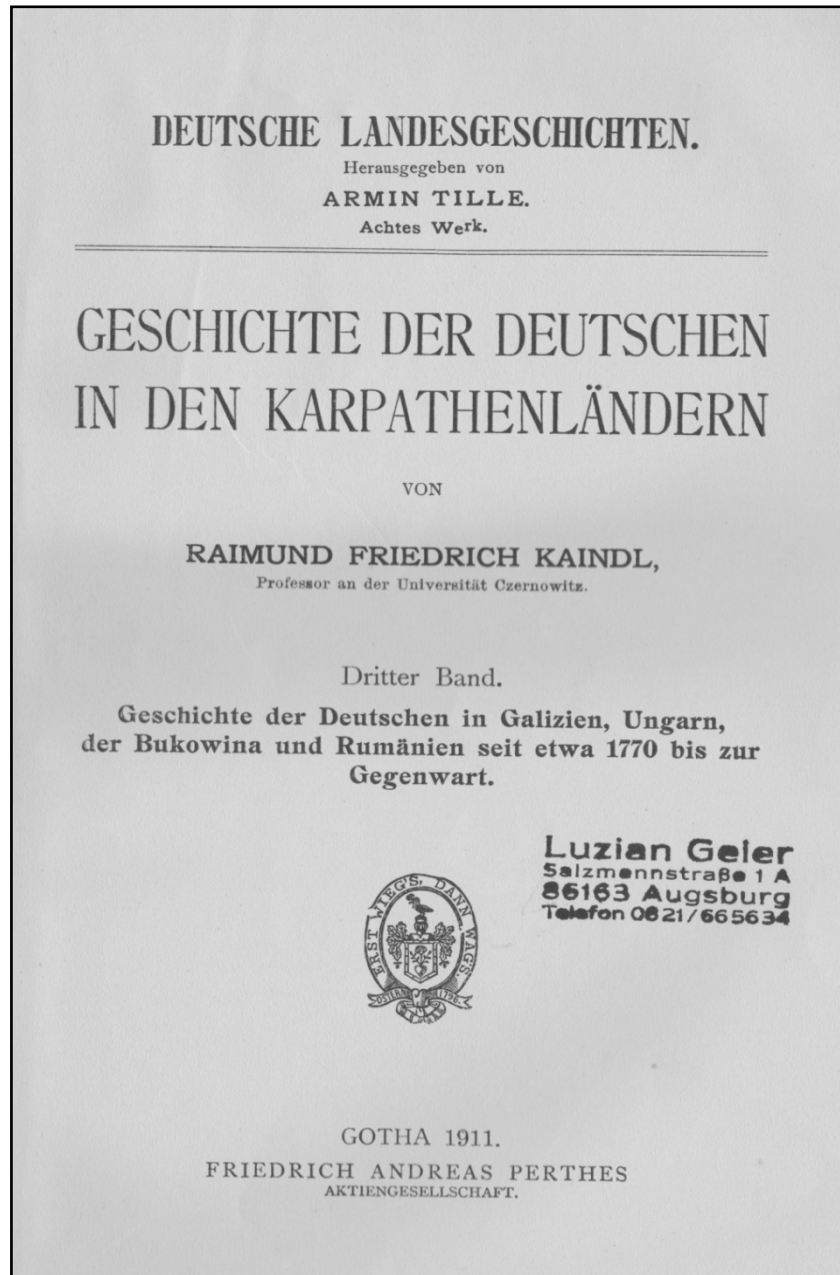 DEUTSCHE LANDESGESCHICHTEN.
Herausgegeben von
ARMIN TILLE.
Achtes Werk.
GESCHICHTE DER DEUTSCHEN
IN DEN KARPATHENLÄNDERN
VON
RAIMUND FRIEDRICH KAINDL,
Professor an der Universität Czernowitz.
Dritter Band.
Geschichte der Deutschen in Galizien, Ungarn,
der Bukowina und Rumänien seit etwa 1770 bis zur
Gegenwart.
Luzian Geier
Salzmannstraße 1 A
86163 Augsburg
Telefon 0821/665634
ERST WIEG'S, DANN WAG'S.
OSTERN 1796.
GOTHA 1911.
FRIEDRICH ANDREAS PERTHES
AKTIENGESELLSCHAFT.